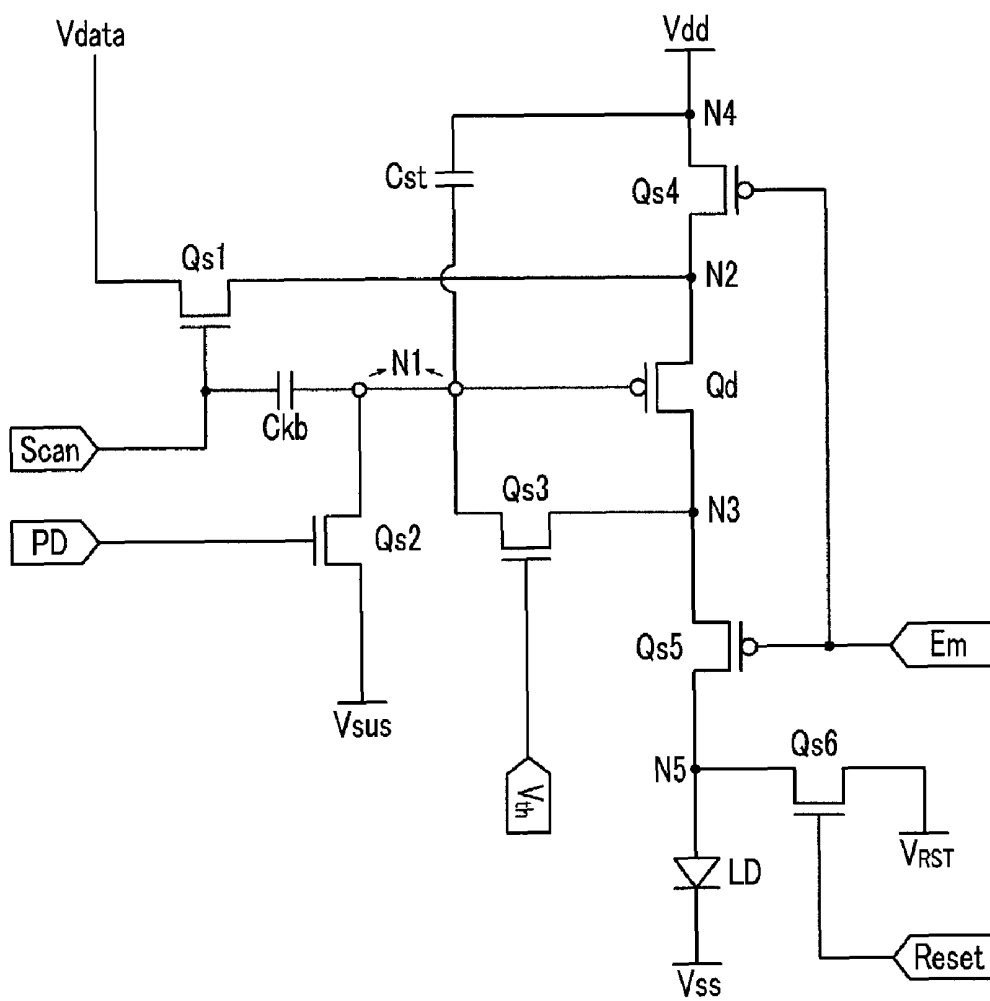 Vdata
Vdd
N4
Cst
Qs4
Qs1
N2
N1
Qd
Ckb
Scan
Qs3
N3
PD
Qs2
Qs5
Em
Vsus
Qs6
N5
Vth
VRST
LD
Reset
Vss